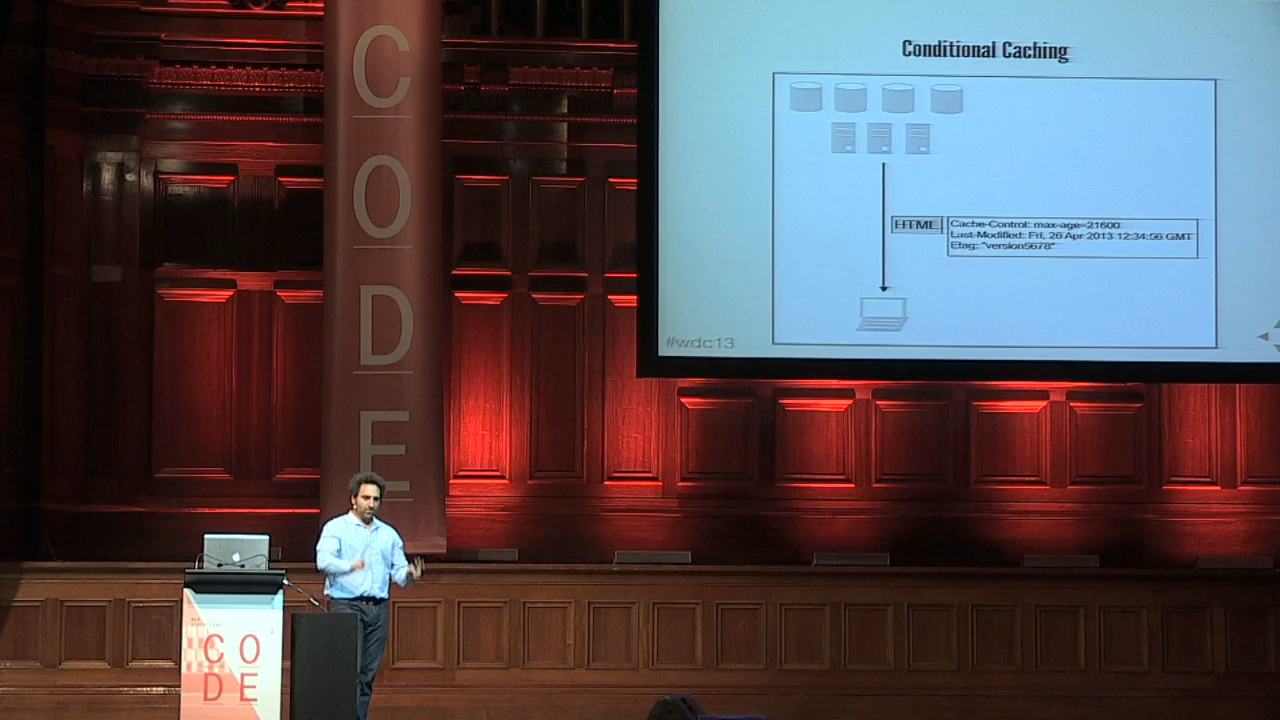 CODE
Conditional Caching
HTML
Cache-Control: max-age=21600
Last-Modified: Fri, 26 Apr 2013 12:34:56 GMT
Etag: "version5678"
#wdc13
CO
DE